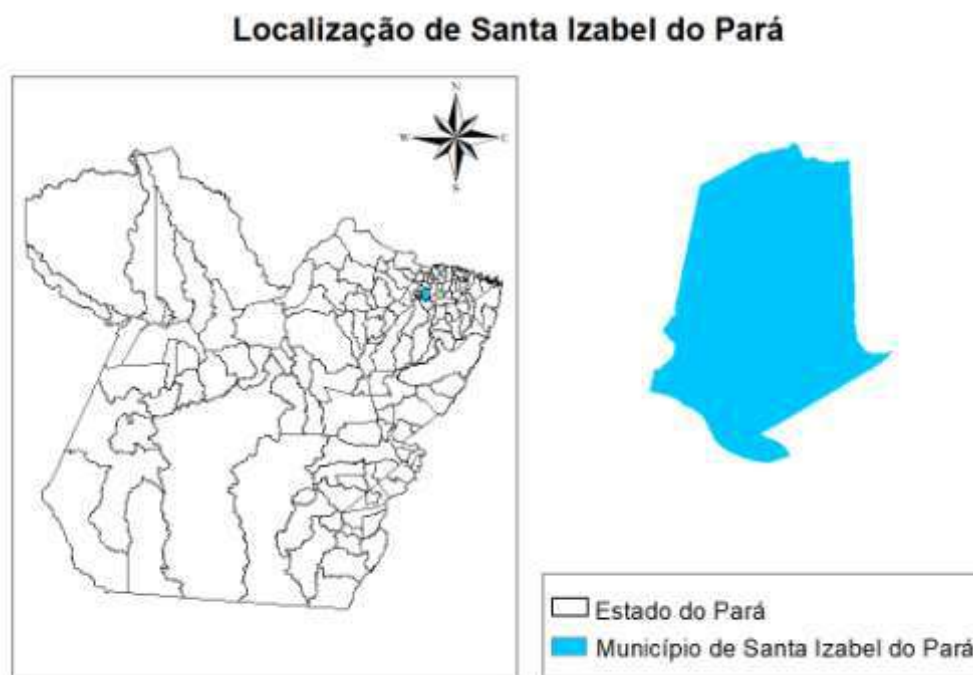 Localização de Santa Izabel do Pará
N
W
E
S
Estado do Pará
Município de Santa Izabel do Pará